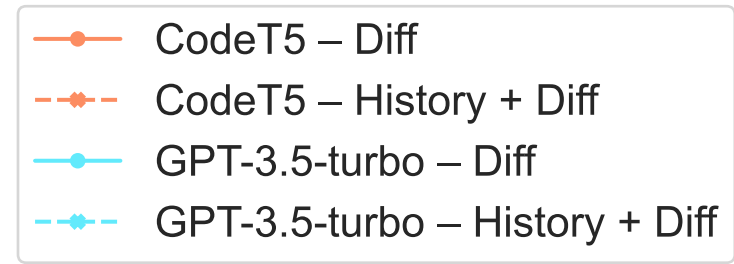 CodeT5 – Diff
CodeT5 – History + Diff
GPT-3.5-turbo – Diff
GPT-3.5-turbo – History + Diff